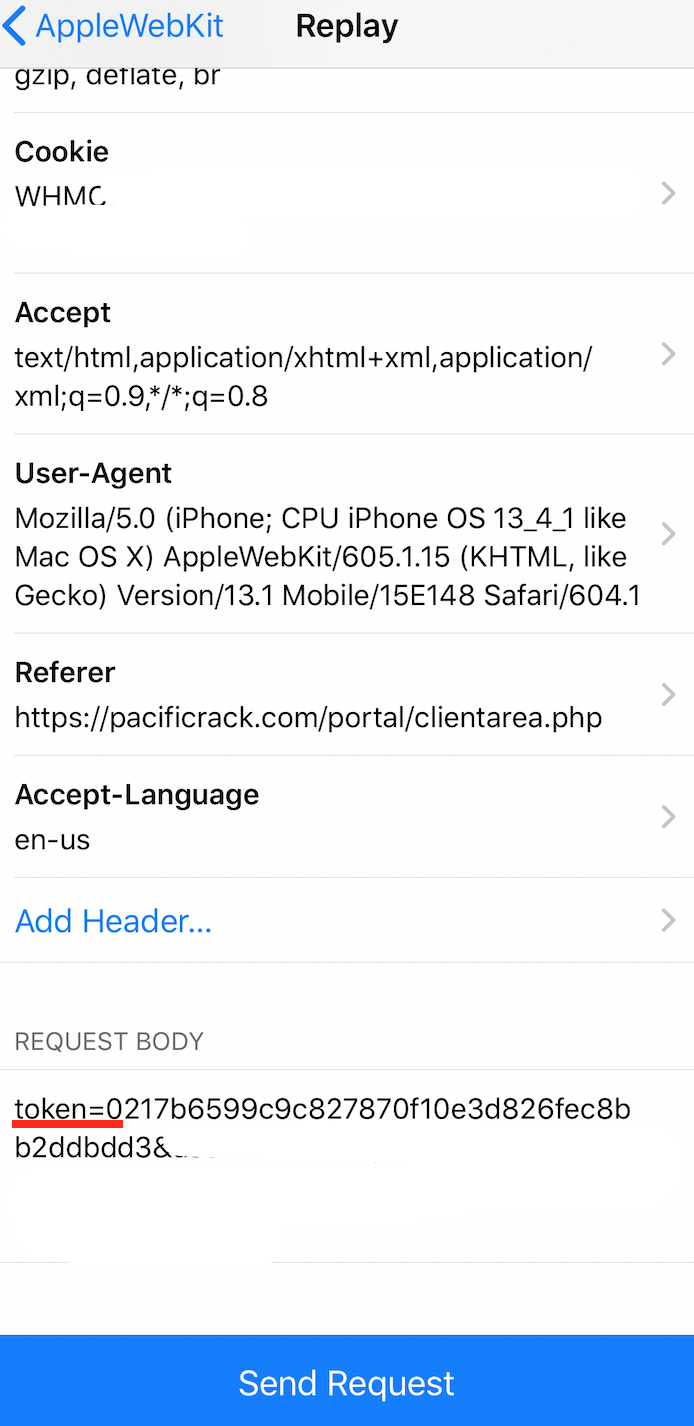 AppleWebKit
Replay
gzip, deflate, br
Cookie
WHMC
Accept
text/html,application/xhtml+xml,application/
xml;q=0.9,*/*;q=0.8
User-Agent
Mozilla/5.0 (iPhone; CPU iPhone OS 13_4_1 like
Mac OS X) AppleWebKit/605.1.15 (KHTML, like
Gecko) Version/13.1 Mobile/15E148 Safari/604.1
Referer
https://pacificrack.com/portal/clientarea.php
Accept-Language
en-us
Add Header...
REQUEST BODY
token=0217b6599c9c827870f10e3d826fec8b
b2ddbdd3&
Send Request